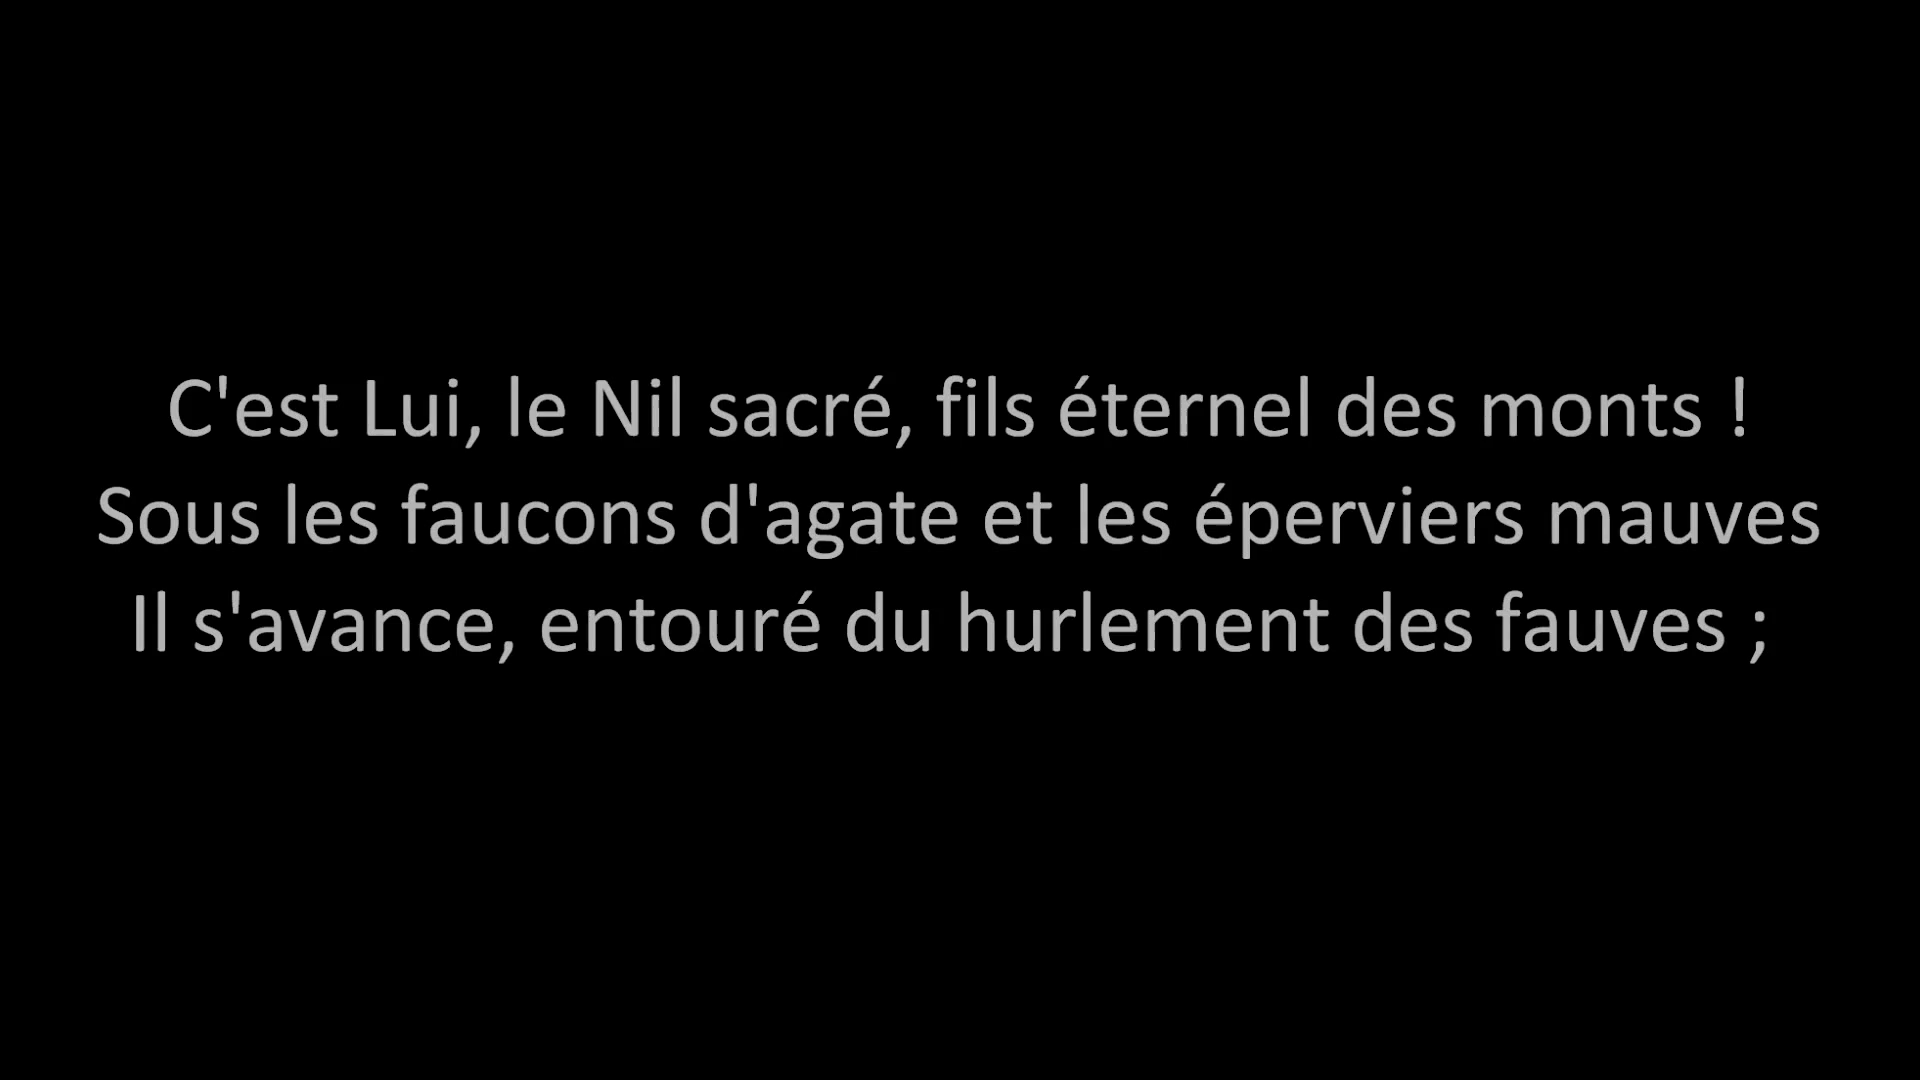 C'est Lui, le Nil sacré, fils éternel des monts !
Sous les faucons d'agate et les éperviers mauves
Il s'avance, entouré du hurlement des fauves ;